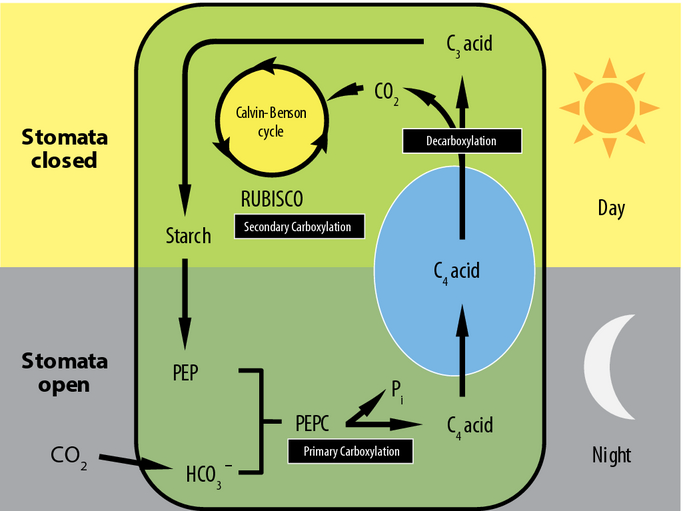 C₃ acid
CO₂
Calvin-Benson
cycle
Stomata
closed
Decarboxylation
RUBISCO
Secondary Carboxylation
Day
Starch
C₄ acid
Stomata
open
PEP
Pᵢ
PEPC
C₄ acid
Primary Carboxylation
CO₂
HCO₃⁻
Night